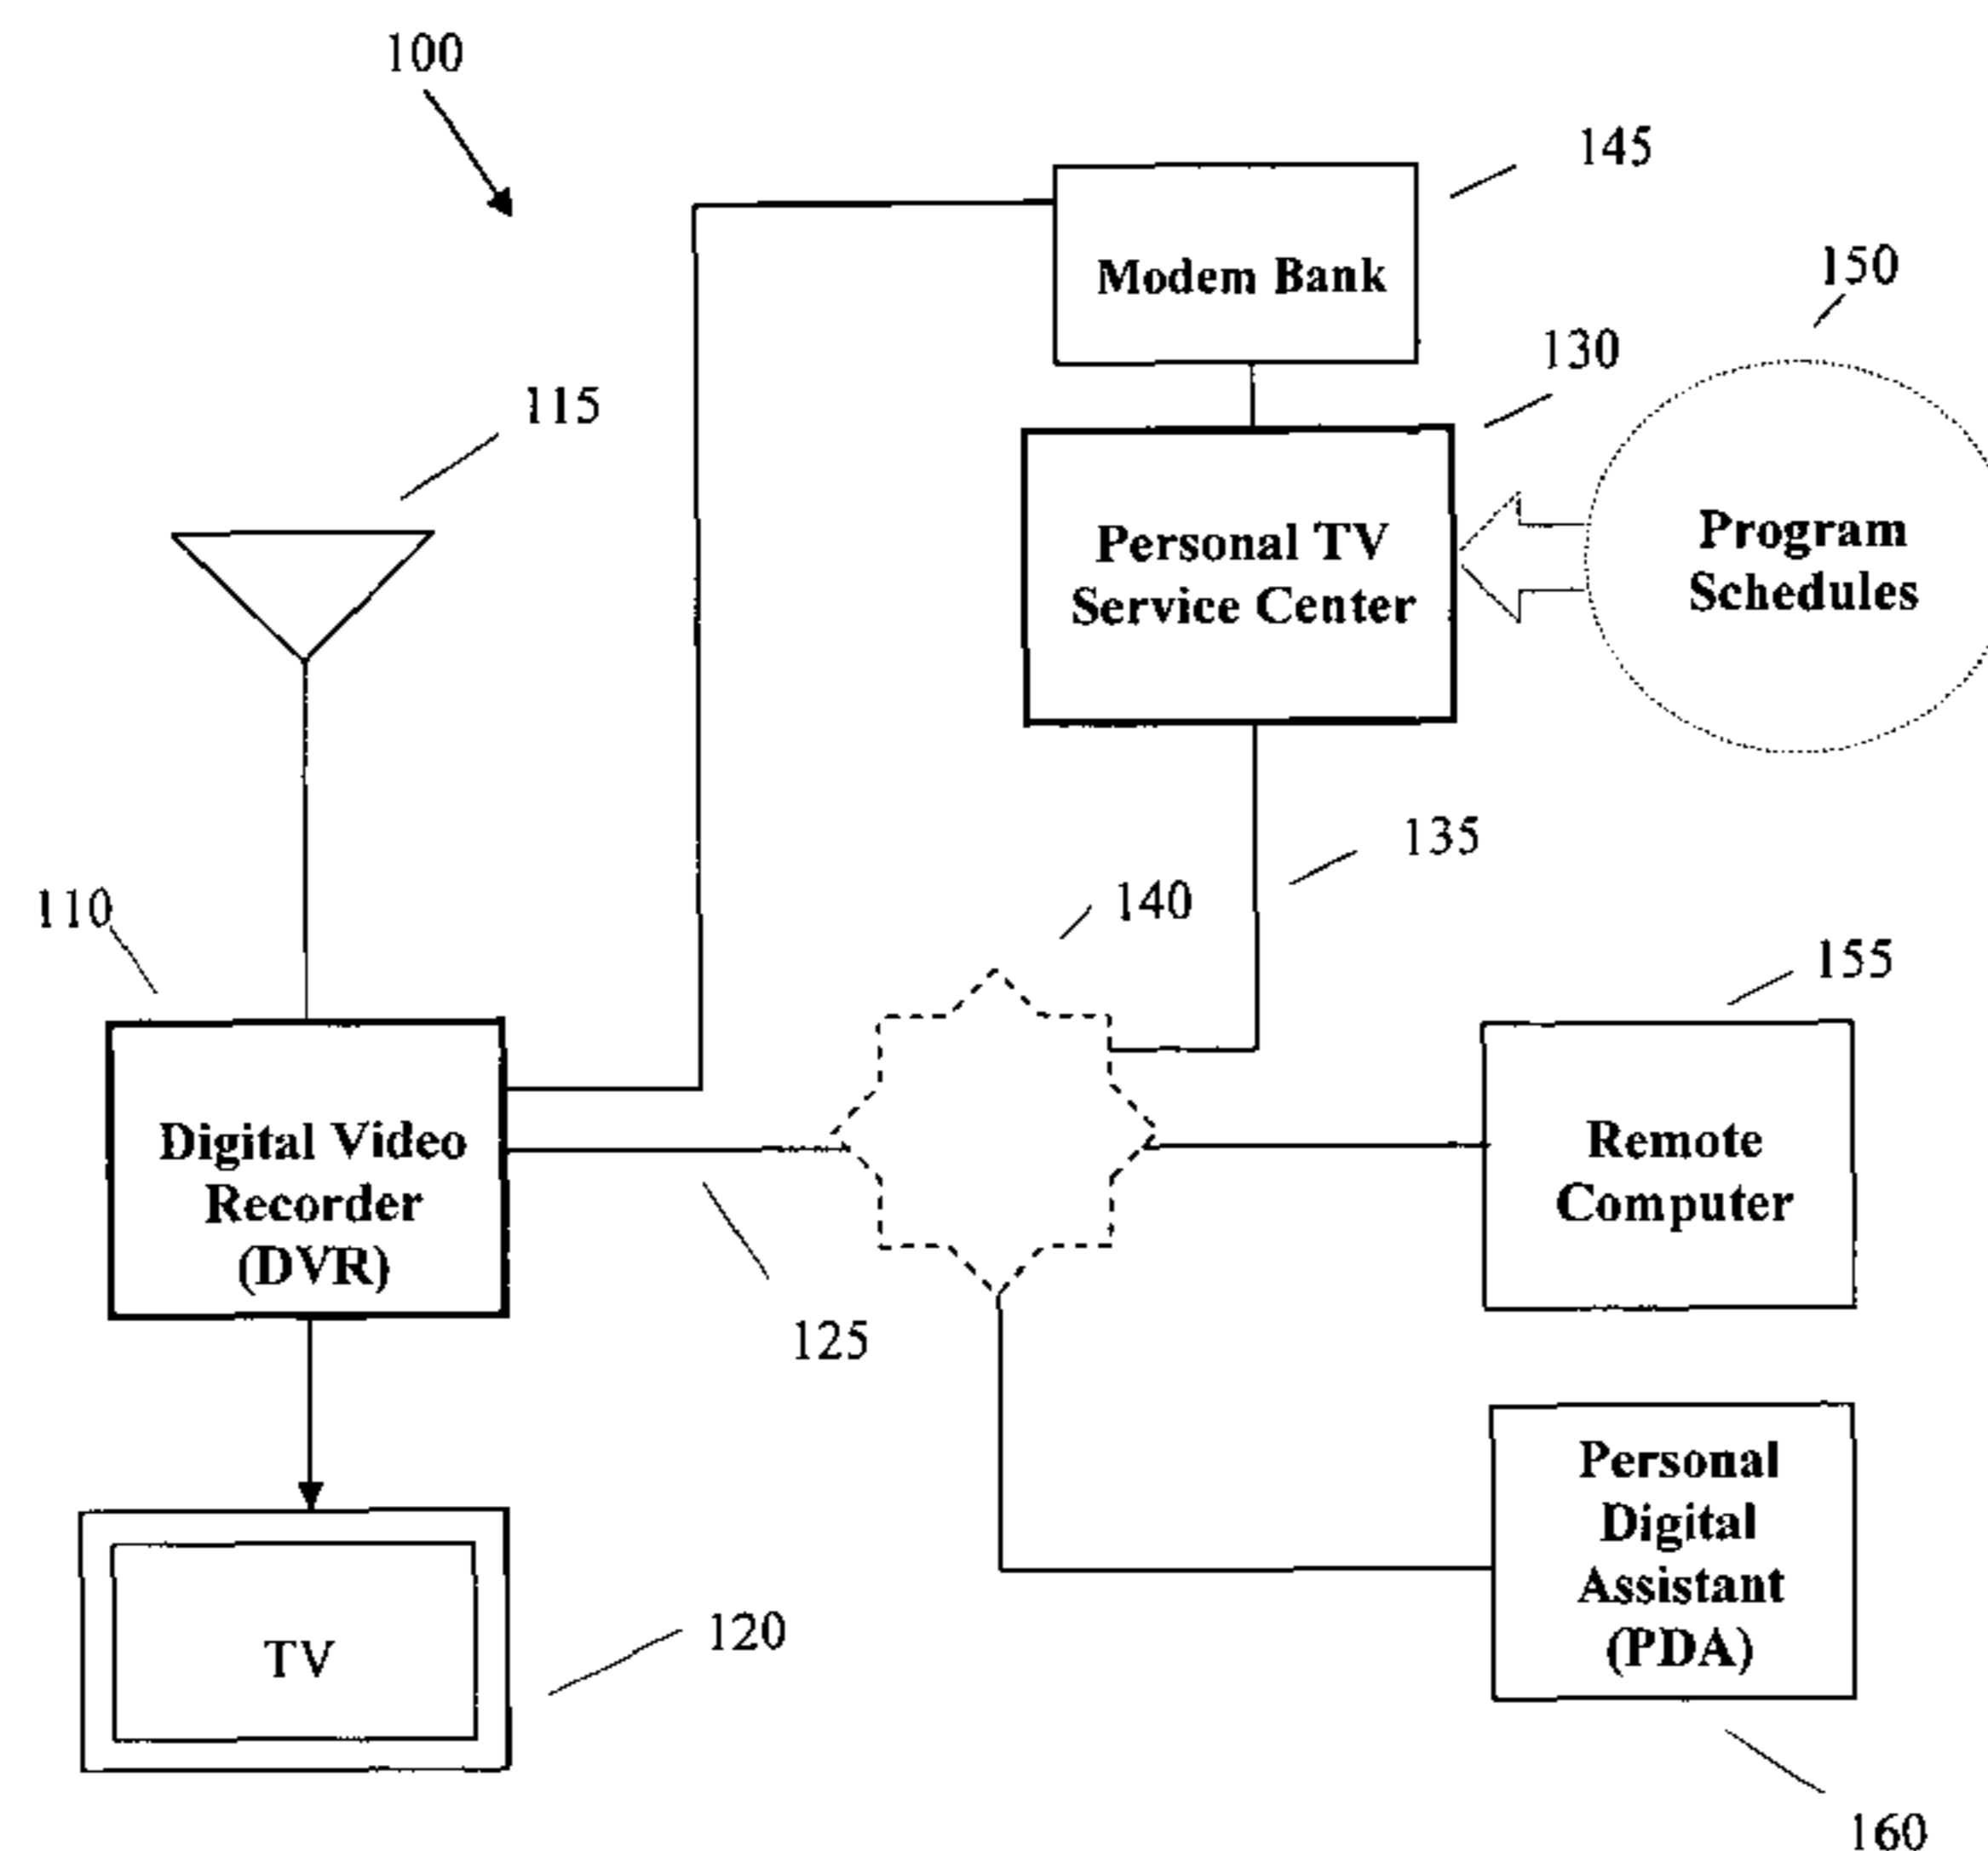 100
145
Modem Bank
150
130
115
Personal TV
Service Center
Program
Schedules
135
140
110
155
Digital Video
Recorder
(DVR)
Remote
Computer
125
Personal
Digital
Assistant
(PDA)
TV
120
160